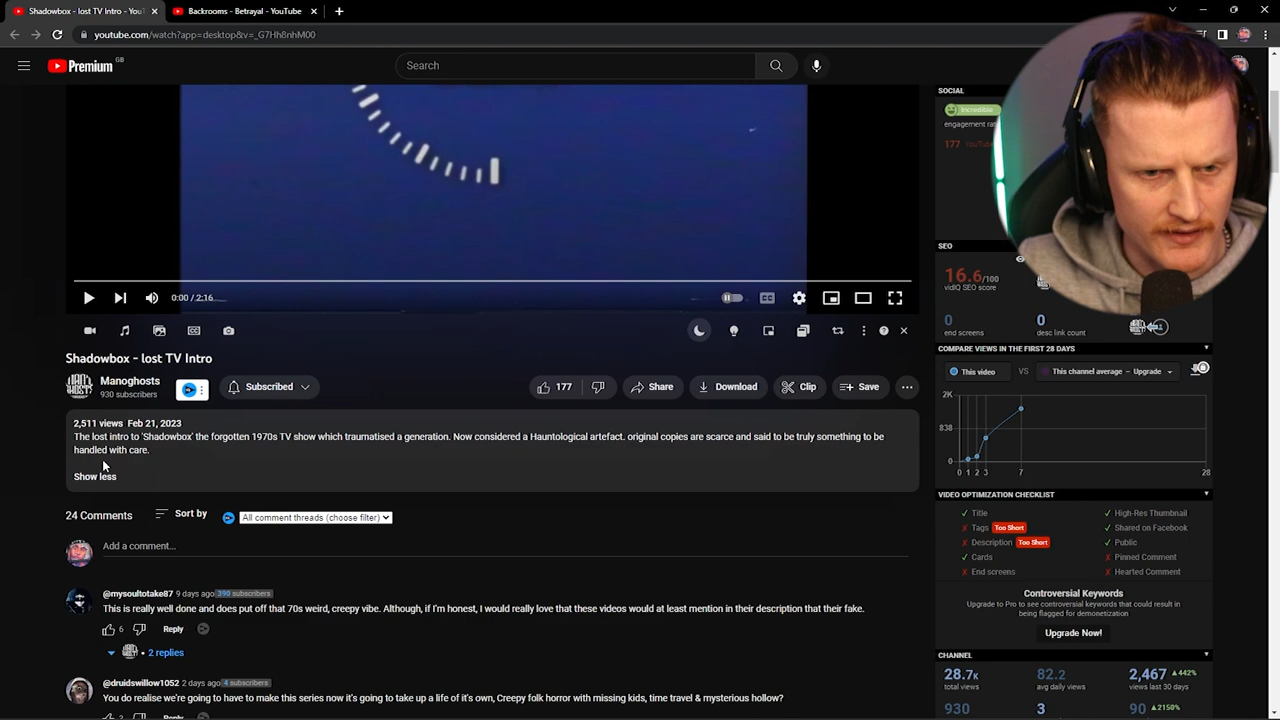 Shadowbox - lost TV Intro - YouT
Backrooms - Betrayal - YouTube
youtube.com/watch?app=desktop&v=_G7Hh8nhM00
Premium GB
Search
SOCIAL
Incredible
engagement rate
177 YouTube
SEO
16.6/100
vidIQ SEO score
0
end screens
0
desc link count
0:00 / 2:16
CC
Shadowbox - lost TV Intro
Manoghosts
930 subscribers
Subscribed
177
Share
Download
Clip
Save
COMPARE VIEWS IN THE FIRST 28 DAYS
This video VS This channel average – Upgrade
2K
838
0
0 1 2 3 7 28
2,511 views Feb 21, 2023
The lost intro to 'Shadowbox' the forgotten 1970s TV show which traumatised a generation. Now considered a Hauntological artefact. original copies are scarce and said to be truly something to be
handled with care.
Show less
24 Comments
Sort by
All comment threads (choose filter)
Add a comment...
@mysoultotake87 9 days ago 390 subscribers
This is really well done and does put off that 70s weird, creepy vibe. Although, if I'm honest, I would really love that these videos would at least mention in their description that their fake.
6
Reply
2 replies
@druidswillow1052 2 days ago 4 subscribers
You do realise we're going to have to make this series now it's going to take up a life of it's own, Creepy folk horror with missing kids, time travel & mysterious hollow?
VIDEO OPTIMIZATION CHECKLIST
Title
High-Res Thumbnail
Tags Too Short
Shared on Facebook
Description Too Short
Public
Cards
Pinned Comment
End screens
Hearted Comment
Controversial Keywords
Upgrade to Pro to see controversial keywords that could result in
being flagged for demonetization
Upgrade Now!
CHANNEL
28.7K
total views
82.2
avg daily views
2,467 442%
views last 30 days
930
3
90 2150%